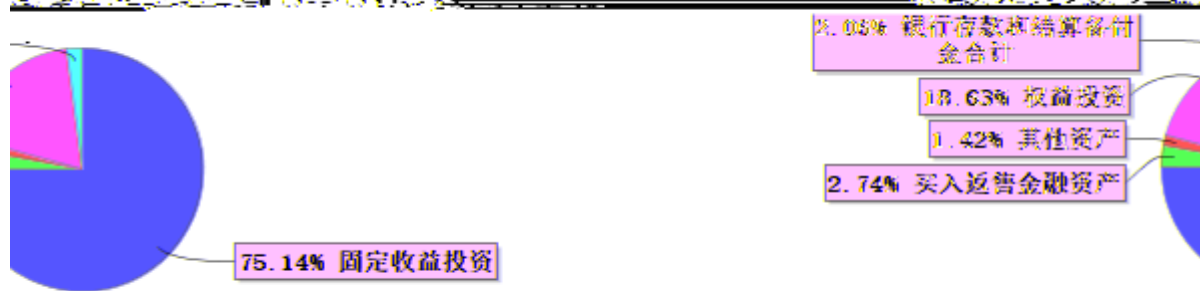 2.06% 银行存款和结算备付
金合计
18.63% 权益投资
1.42% 其他资产
2.74% 买入返售金融资产
75.14% 固定收益投资